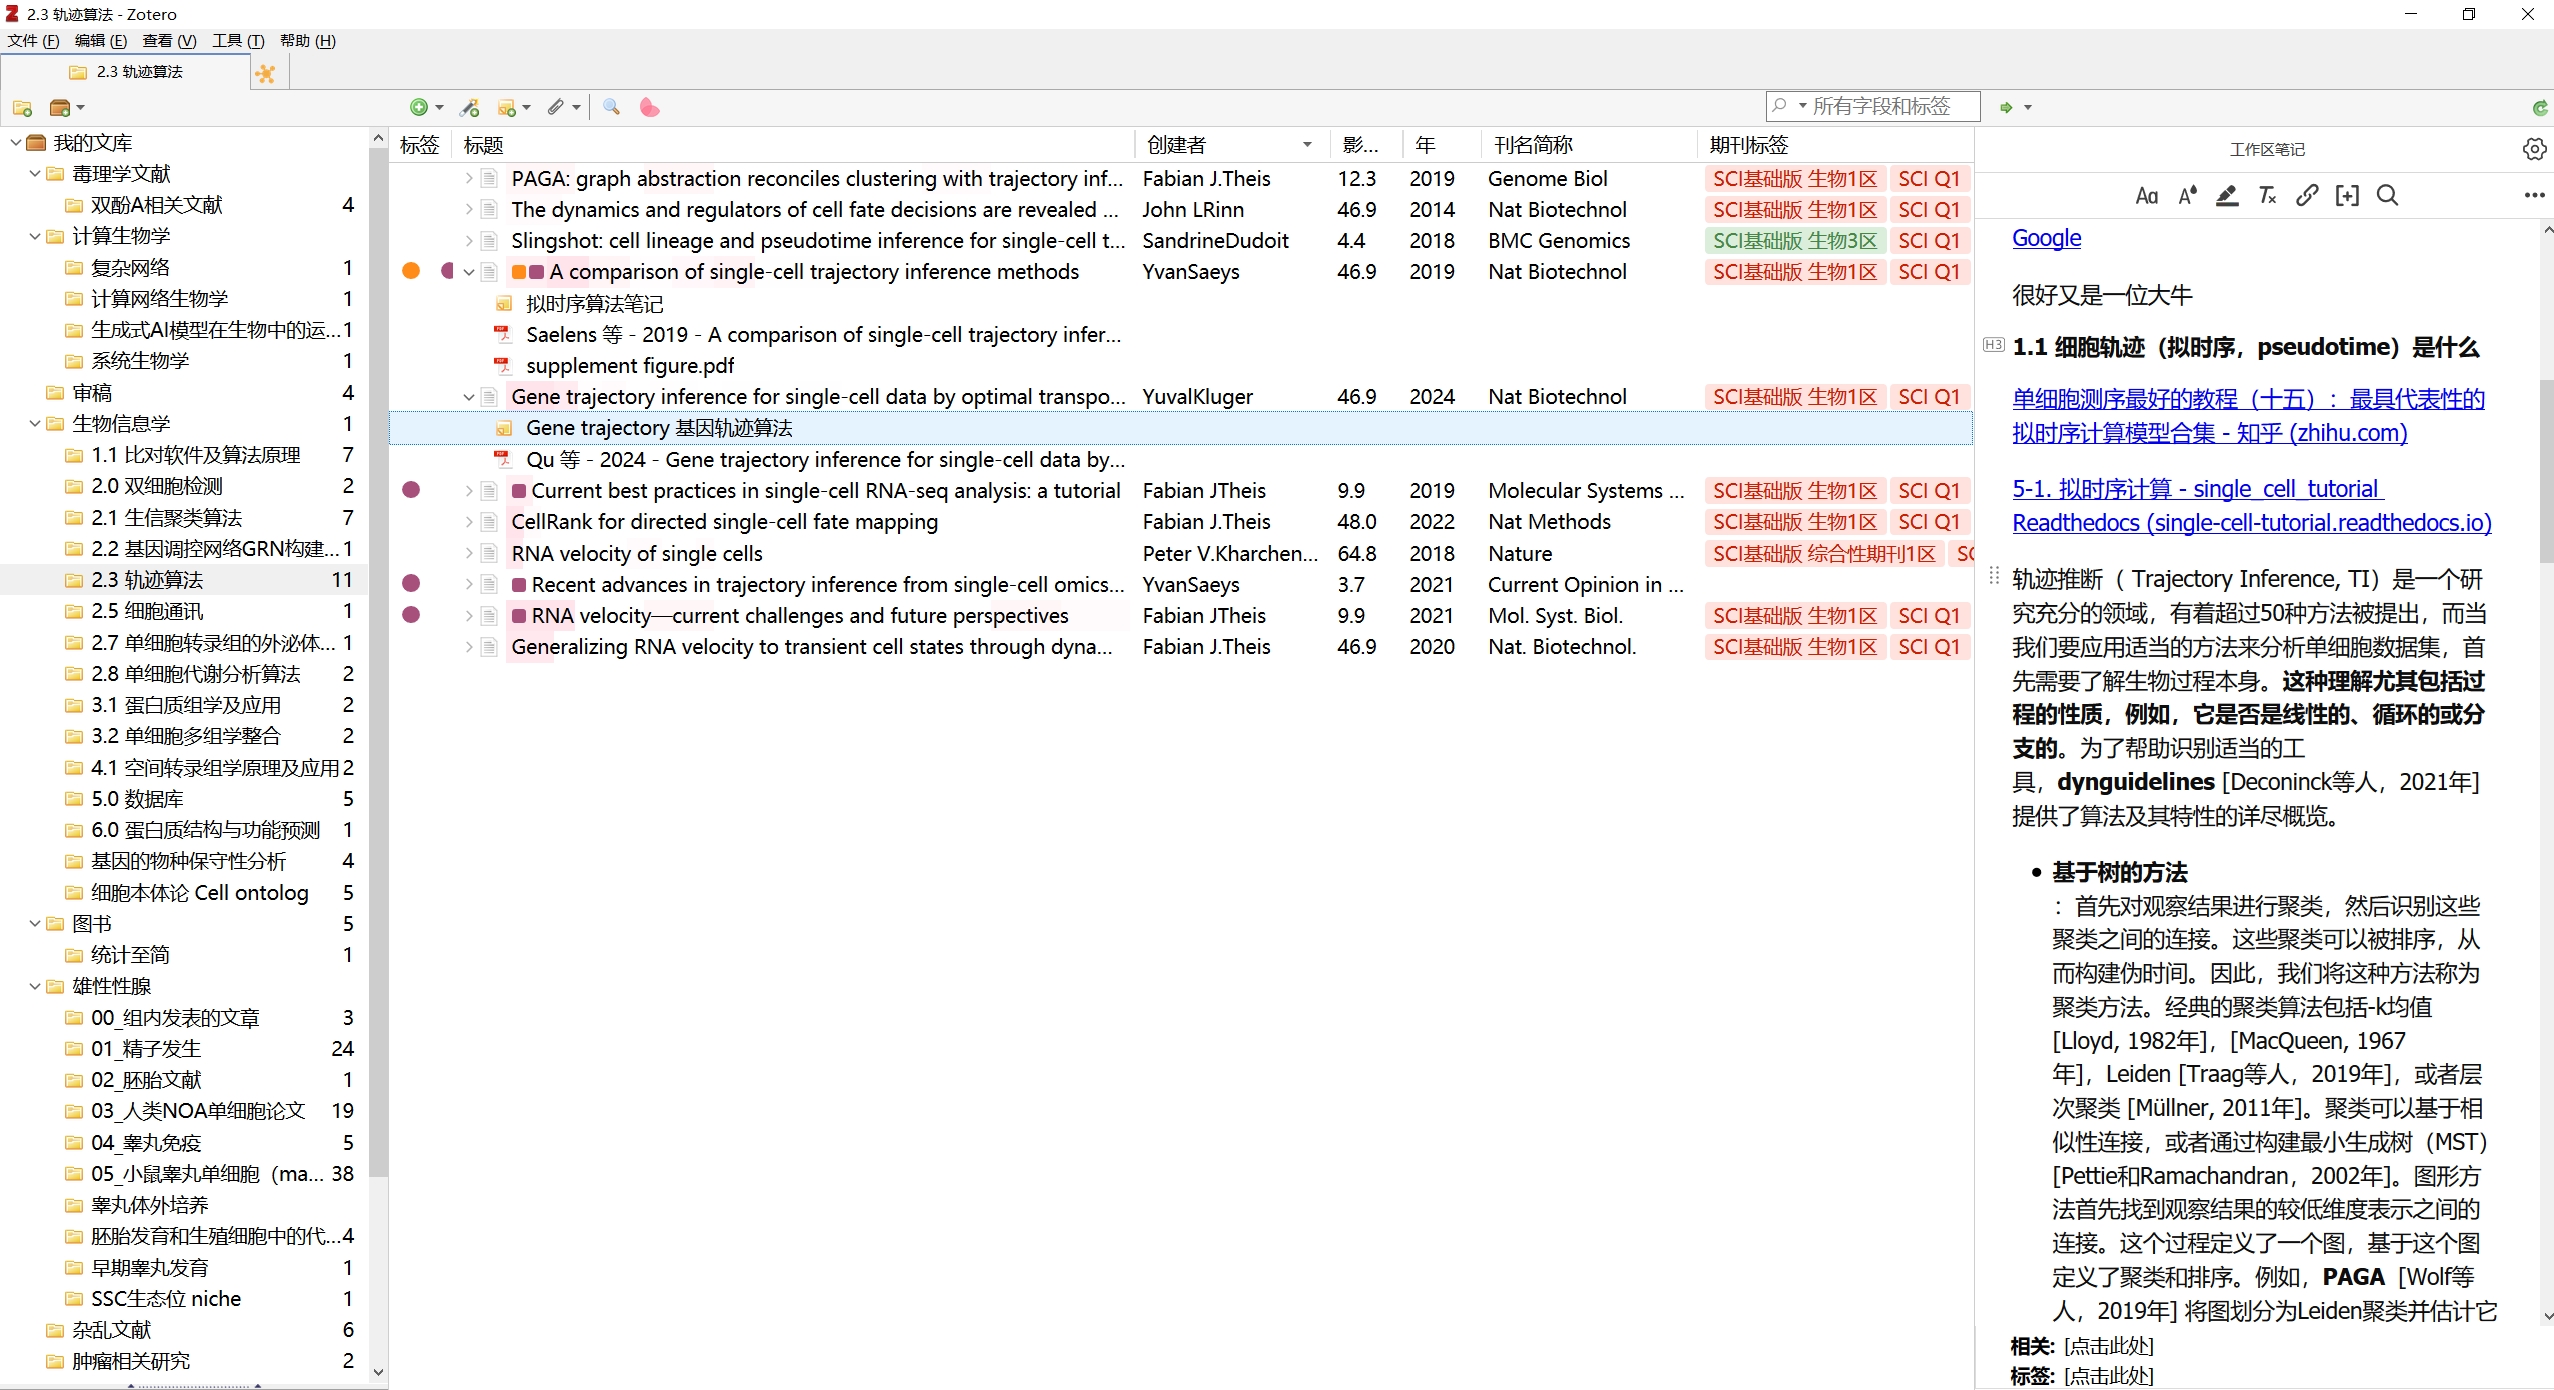 2.3 轨迹算法 - Zotero
文件 (F) 编辑 (E) 查看 (V) 工具 (T) 帮助 (H)
2.3 轨迹算法
所有字段和标签
我的文库
毒理学文献
双酚A相关文献 4
计算生物学
复杂网络 1
计算网络生物学 1
生成式AI模型在生物中的运... 1
系统生物学 1
审稿 4
生物信息学 1
1.1 比对软件及算法原理 7
2.0 双细胞检测 2
2.1 生信聚类算法 7
2.2 基因调控网络GRN构建... 1
2.3 轨迹算法 11
2.5 细胞通讯 1
2.7 单细胞转录组的外泌体... 1
2.8 单细胞代谢分析算法 2
3.1 蛋白质组学及应用 2
3.2 单细胞多组学整合 2
4.1 空间转录组学原理及应用 2
5.0 数据库 5
6.0 蛋白质结构与功能预测 1
基因的物种保守性分析 4
细胞本体论 Cell ontolog 5
图书 5
统计至简 1
雄性性腺
00_组内发表的文章 3
01_精子发生 24
02_胚胎文献 1
03_人类NOA单细胞论文 19
04_睾丸免疫 5
05_小鼠睾丸单细胞（ma... 38
睾丸体外培养
胚胎发育和生殖细胞中的代... 4
早期睾丸发育 1
SSC生态位 niche 1
杂乱文献 6
肿瘤相关研究 2
标签 标题 创建者 影... 年 刊名简称 期刊标签
PAGA: graph abstraction reconciles clustering with trajectory inf... Fabian J.Theis 12.3 2019 Genome Biol SCI基础版 生物1区 SCI Q1
The dynamics and regulators of cell fate decisions are revealed ... John LRinn 46.9 2014 Nat Biotechnol SCI基础版 生物1区 SCI Q1
Slingshot: cell lineage and pseudotime inference for single-cell t... SandrineDudoit 4.4 2018 BMC Genomics SCI基础版 生物3区 SCI Q1
A comparison of single-cell trajectory inference methods YvanSaeys 46.9 2019 Nat Biotechnol SCI基础版 生物1区 SCI Q1
拟时序算法笔记
Saelens 等 - 2019 - A comparison of single-cell trajectory infer...
supplement figure.pdf
Gene trajectory inference for single-cell data by optimal transpo... YuvalKluger 46.9 2024 Nat Biotechnol SCI基础版 生物1区 SCI Q1
Gene trajectory 基因轨迹算法
Qu 等 - 2024 - Gene trajectory inference for single-cell data by...
Current best practices in single-cell RNA-seq analysis: a tutorial Fabian JTheis 9.9 2019 Molecular Systems ... SCI基础版 生物1区 SCI Q1
CellRank for directed single-cell fate mapping Fabian J.Theis 48.0 2022 Nat Methods SCI基础版 生物1区 SCI Q1
RNA velocity of single cells Peter V.Kharchen... 64.8 2018 Nature SCI基础版 综合性期刊1区
Recent advances in trajectory inference from single-cell omics... YvanSaeys 3.7 2021 Current Opinion in ...
RNA velocity—current challenges and future perspectives Fabian JTheis 9.9 2021 Mol. Syst. Biol. SCI基础版 生物1区 SCI Q1
Generalizing RNA velocity to transient cell states through dyna... Fabian J.Theis 46.9 2020 Nat. Biotechnol. SCI基础版 生物1区 SCI Q1
工作区笔记
Google
很好又是一位大牛
H3 1.1 细胞轨迹（拟时序，pseudotime）是什么
单细胞测序最好的教程（十五）：最具代表性的
拟时序计算模型合集 - 知乎 (zhihu.com)
5-1. 拟时序计算 - single_cell_tutorial
Readthedocs (single-cell-tutorial.readthedocs.io)
轨迹推断（ Trajectory Inference, TI）是一个研
究充分的领域，有着超过50种方法被提出，而当
我们要应用适当的方法来分析单细胞数据集，首
先需要了解生物过程本身。这种理解尤其包括过
程的性质，例如，它是否是线性的、循环的或分
支的。为了帮助识别适当的工
具，dynguidelines [Deconinck等人，2021年]
提供了算法及其特性的详尽概览。
• 基于树的方法
：首先对观察结果进行聚类，然后识别这些
聚类之间的连接。这些聚类可以被排序，从
而构建伪时间。因此，我们将这种方法称为
聚类方法。经典的聚类算法包括-k均值
[Lloyd, 1982年]，[MacQueen, 1967
年]，Leiden [Traag等人，2019年]，或者层
次聚类 [Müllner, 2011年]。聚类可以基于相
似性连接，或者通过构建最小生成树（MST）
[Pettie和Ramachandran，2002年]。图形方
法首先找到观察结果的较低维度表示之间的
连接。这个过程定义了一个图，基于这个图
定义了聚类和排序。例如，PAGA [Wolf等
人，2019年] 将图划分为Leiden聚类并估计它
相关: [点击此处]
标签: [点击此处]